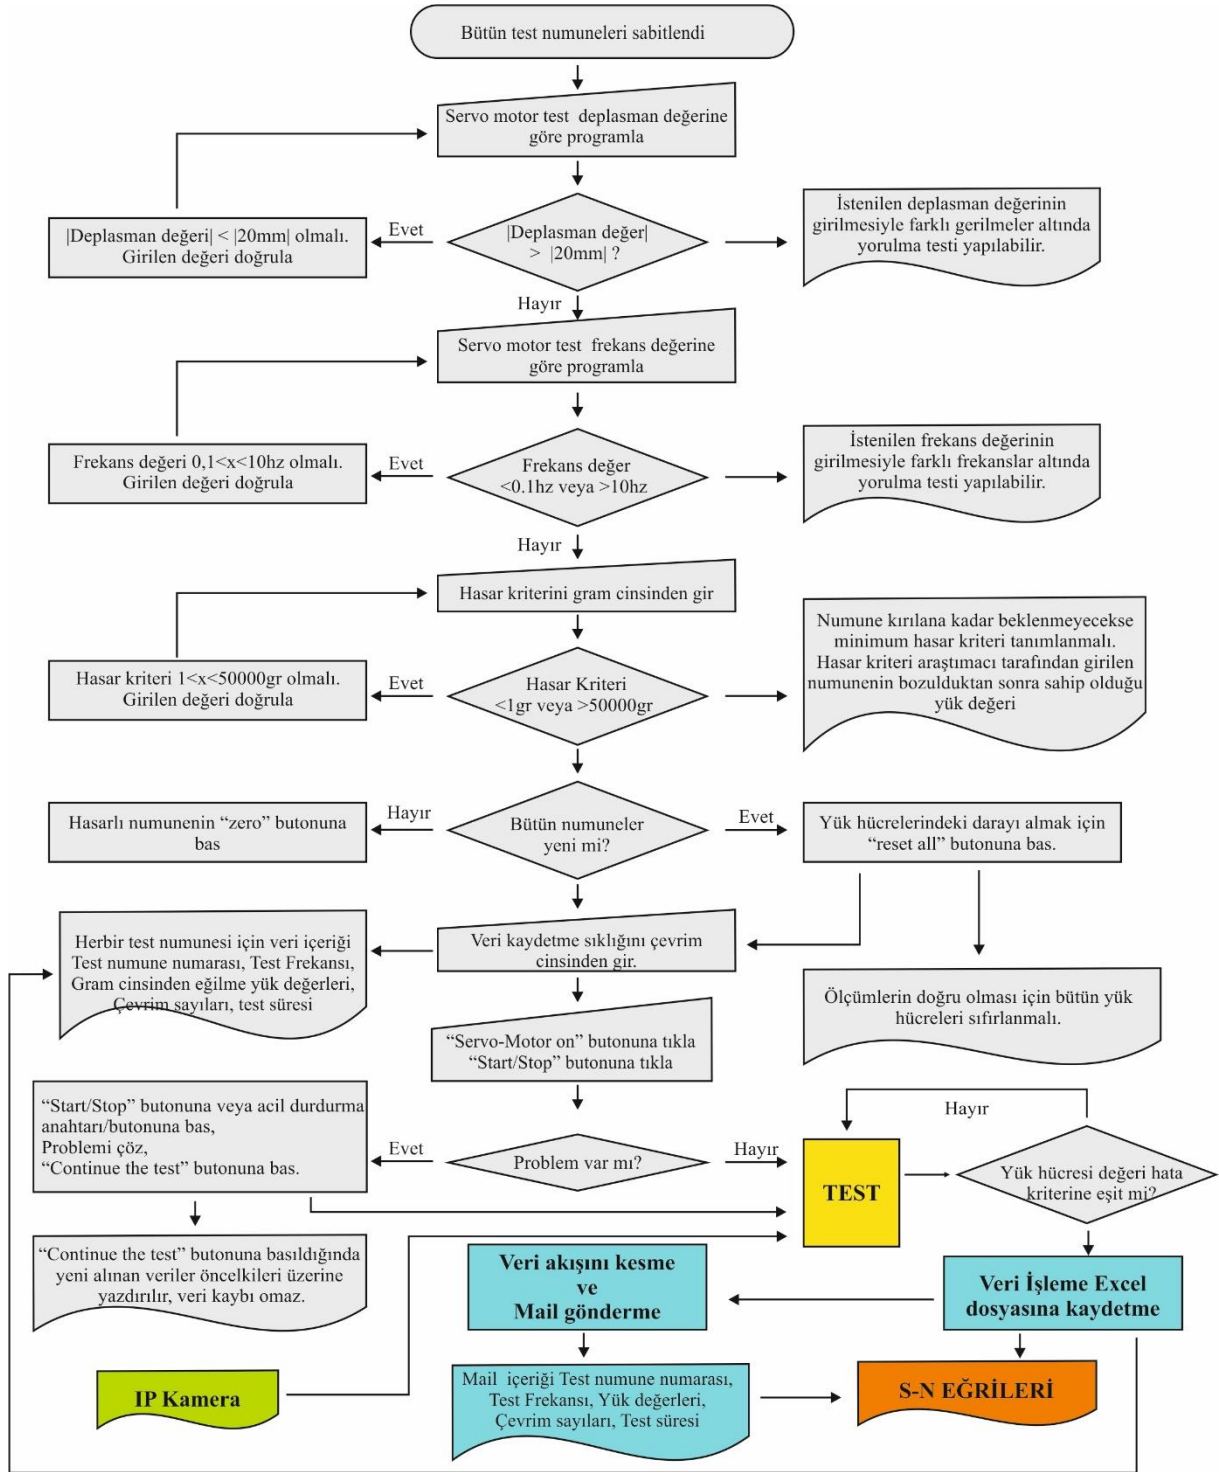 Bütün test numuneleri sabitlendi
Servo motor test deplasman değerine
göre programla
|Deplasman değeri| < |20mm| olmalı.
Girilen değeri doğrula
Evet
|Deplasman değer|
> |20mm| ?
İstenilen deplasman değerinin
girilmesiyle farklı gerilmeler altında
yorulma testi yapılabilir.
Hayır
Servo motor test frekans değerine
göre programla
Frekans değeri 0,1<x<10hz olmalı.
Girilen değeri doğrula
Evet
Frekans değer
<0.1hz veya >10hz
İstenilen frekans değerinin
girilmesiyle farklı frekanslar altında
yorulma testi yapılabilir.
Hayır
Hasar kriterini gram cinsinden gir
Hasar kriteri 1<x<50000gr olmalı.
Girilen değeri doğrula
Evet
Hasar Kriteri
<1gr veya >50000gr
Numune kırılana kadar beklenmeyecekse
minimum hasar kriteri tanımlanmalı.
Hasar kriteri araştımacı tarafından girilen
numunenin bozulduktan sonra sahip olduğu
yük değeri
Hasarlı numunenin “zero” butonuna
bas
Hayır
Bütün numuneler
yeni mi?
Evet
Yük hücrelerindeki darayı almak için
“reset all” butonuna bas.
Herbir test numunesi için veri içeriği
Test numune numarası, Test Frekansı,
Gram cinsinden eğilme yük değerleri,
Çevrim sayıları, test süresi
Veri kaydetme sıklığını çevrim
cinsinden gir.
Ölçümlerin doğru olması için bütün yük
hücreleri sıfırlanmalı.
“Servo-Motor on” butonuna tıkla
“Start/Stop” butonuna tıkla
“Start/Stop” butonuna veya acil durdurma
anahtarı/butonuna bas,
Problemi çöz,
“Continue the test” butonuna bas.
Evet
Problem var mı?
Hayır
TEST
Hayır
Yük hücresi değeri hata
kriterine eşit mi?
“Continue the test” butonuna basıldığında
yeni alınan veriler öncelkileri üzerine
yazdırılır, veri kaybı omaz.
Veri akışını kesme
ve
Mail gönderme
Veri İşleme Excel
dosyasına kaydetme
IP Kamera
Mail içeriği Test numune numarası,
Test Frekansı, Yük değerleri,
Çevrim sayıları, Test süresi
S-N EĞRİLERİ